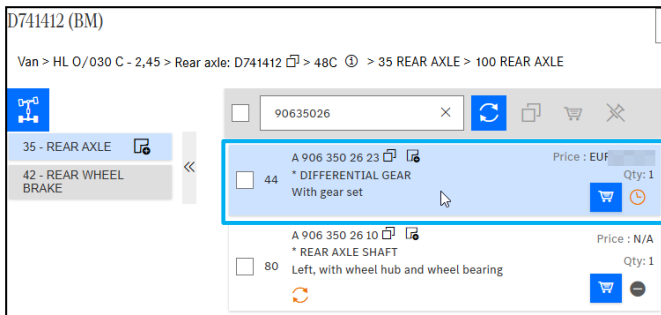 D741412 (BM)
Van > HL O/030 C - 2,45 > Rear axle: D741412 > 48C > 35 REAR AXLE > 100 REAR AXLE
90635026
35 - REAR AXLE
42 - REAR WHEEL
BRAKE
A 906 350 26 23
Price : EUR
44
* DIFFERENTIAL GEAR
Qty: 1
With gear set
A 906 350 26 10
Price : N/A
* REAR AXLE SHAFT
Qty: 1
80
Left, with wheel hub and wheel bearing